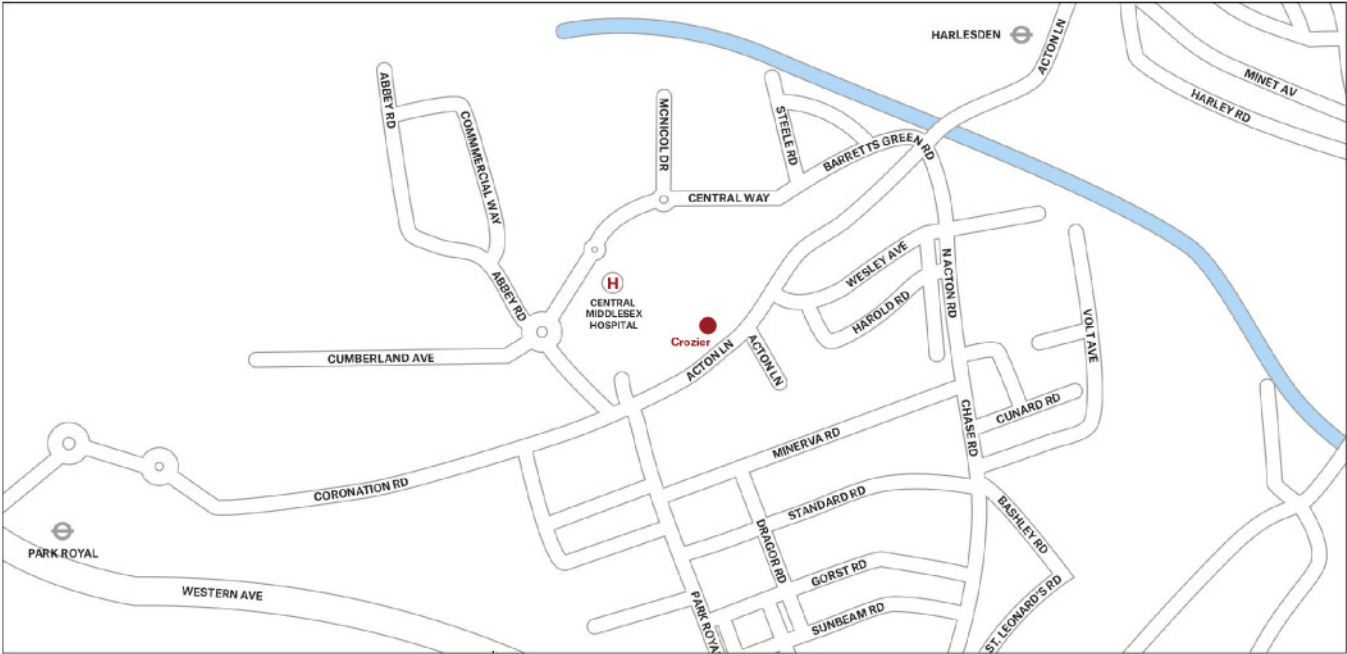 HARLESDEN
ACTON LN
MINET AV
HARLEY RD
ABBEY RD
COMMERCIAL WAY
MCNICOL DR
STEELE RD
BARRETTS GREEN RD
CENTRAL WAY
ABBEY RD
H
CENTRAL
MIDDLESEX
HOSPITAL
WESLEY AVE
N ACTON RD
HAROLD RD
VOLT AVE
Crozier
ACTON LN
ACTON LN
CUMBERLAND AVE
CUNARD RD
CHASE RD
MINERVA RD
CORONATION RD
STANDARD RD
BASHLEY RD
DRAGOR RD
PARK ROYAL
GORST RD
WESTERN AVE
PARK ROYAL
SUNBEAM RD
ST. LEONARD'S RD